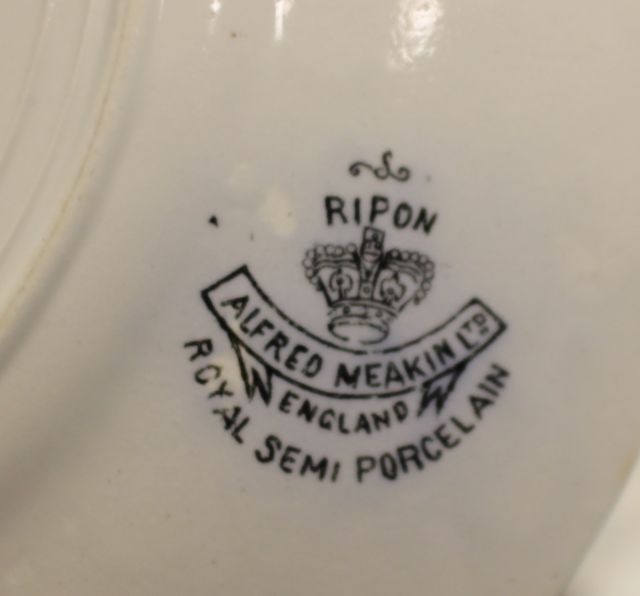 RIPON
ALFRED MEAKIN LTD
ENGLAND
ROYAL SEMI PORCELAIN